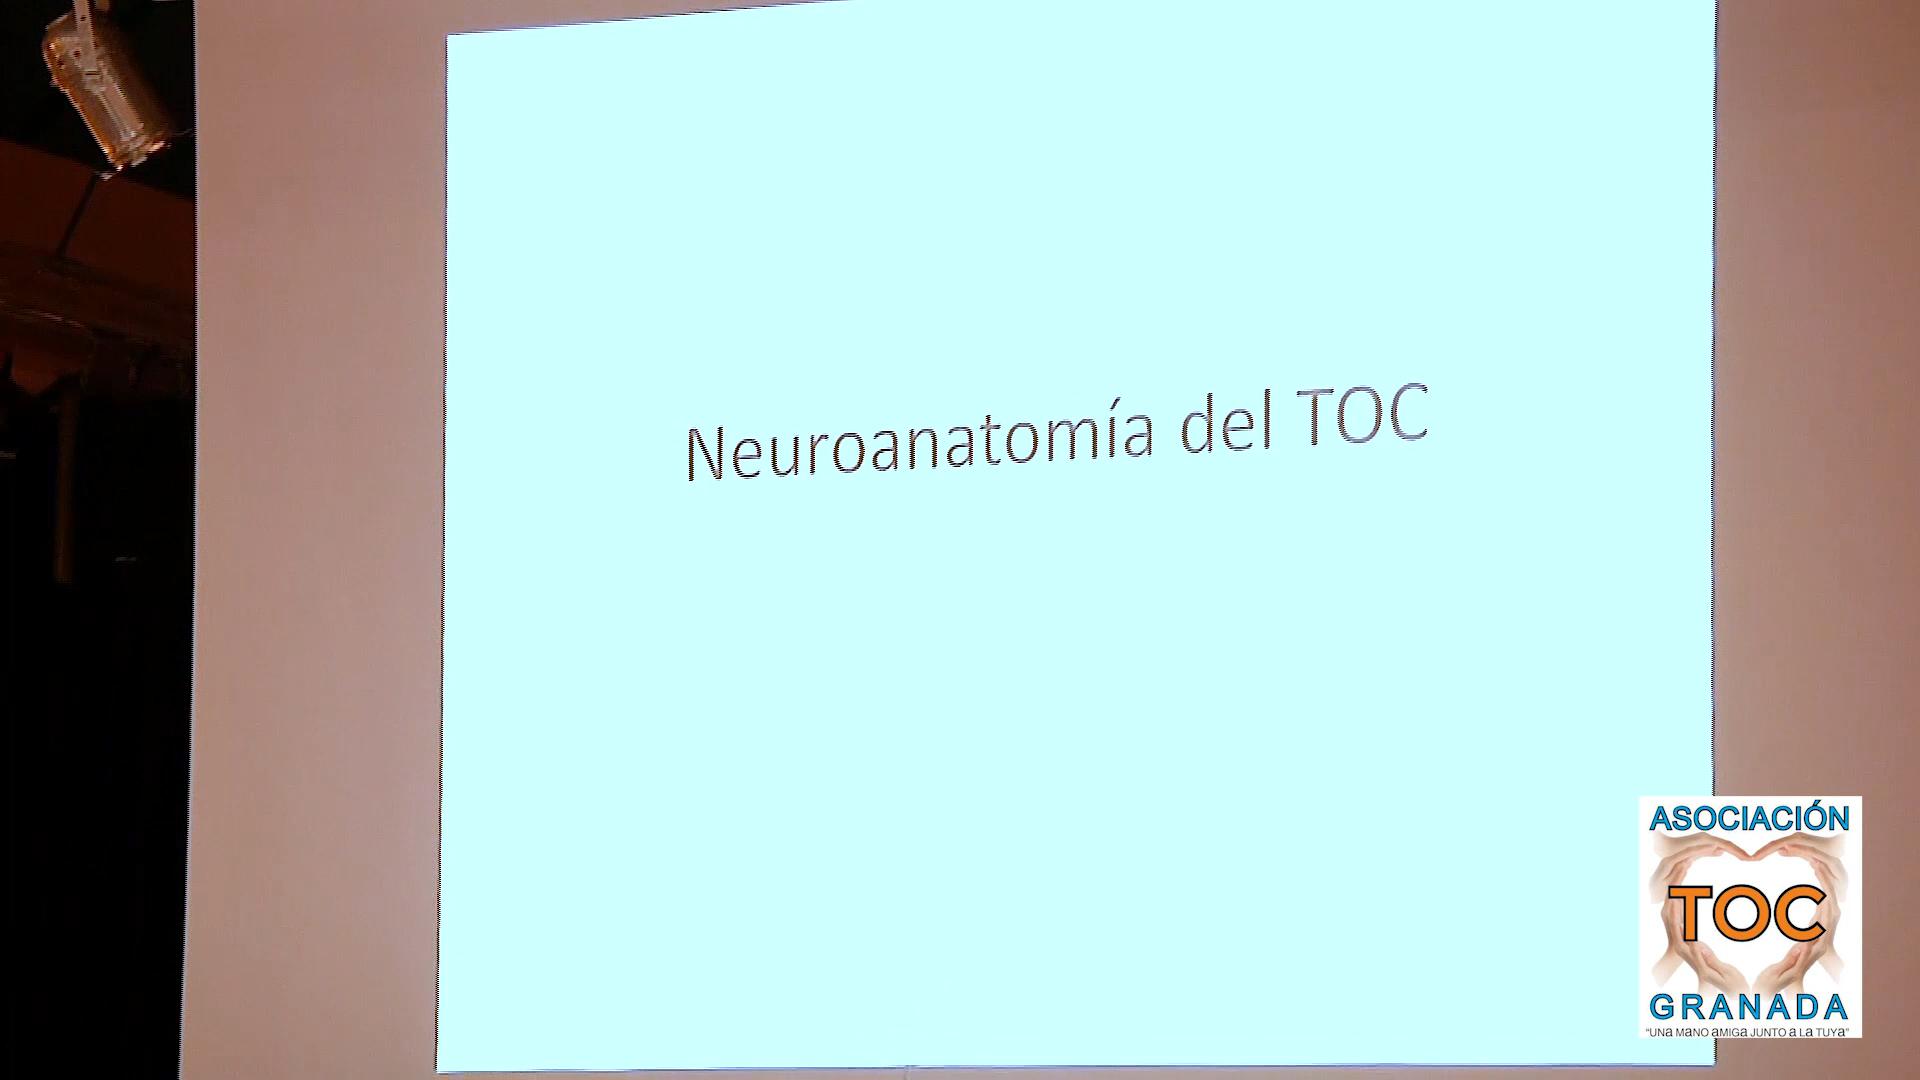 Neuroanatomía del TOC
ASOCIACIÓN
TOC
GRANADA
"UNa MaNO aMIGa JUNTO a La TUYa"